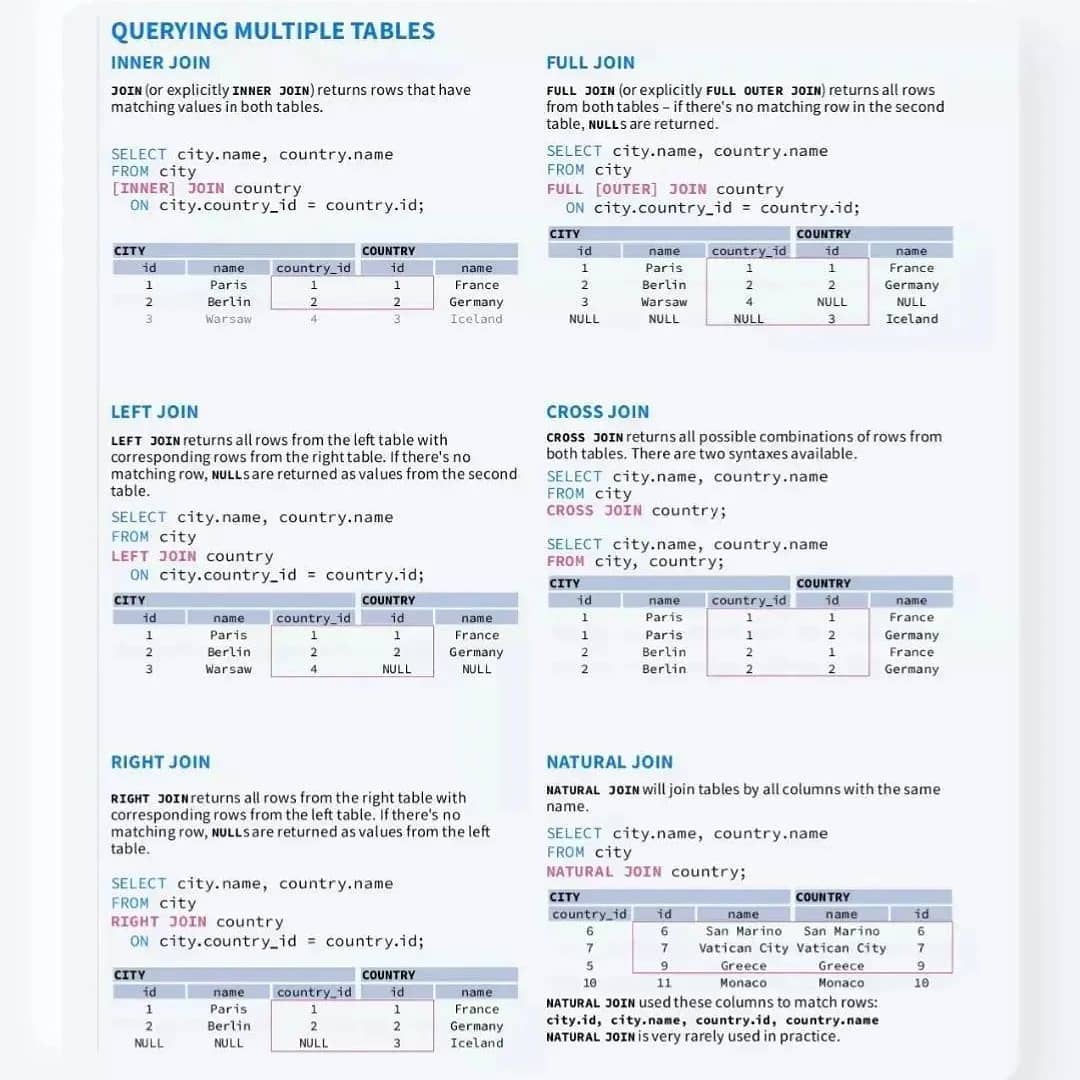 QUERYING MULTIPLE TABLES
INNER JOIN
JOIN (or explicitly INNER JOIN) returns rows that have
matching values in both tables.
SELECT city.name, country.name
FROM city
[INNER] JOIN country
ON city.country_id = country.id;
CITY COUNTRY
id name country_id id name
1 Paris 1 1 France
2 Berlin 2 2 Germany
3 Warsaw 4 3 Iceland
LEFT JOIN
LEFT JOIN returns all rows from the left table with
corresponding rows from the right table. If there's no
matching row, NULLs are returned as values from the second
table.
SELECT city.name, country.name
FROM city
LEFT JOIN country
ON city.country_id = country.id;
CITY COUNTRY
id name country_id id name
1 Paris 1 1 France
2 Berlin 2 2 Germany
3 Warsaw 4 NULL NULL
RIGHT JOIN
RIGHT JOIN returns all rows from the right table with
corresponding rows from the left table. If there's no
matching row, NULLs are returned as values from the left
table.
SELECT city.name, country.name
FROM city
RIGHT JOIN country
ON city.country_id = country.id;
CITY COUNTRY
id name country_id id name
1 Paris 1 1 France
2 Berlin 2 2 Germany
NULL NULL NULL 3 Iceland
FULL JOIN
FULL JOIN (or explicitly FULL OUTER JOIN) returns all rows
from both tables – if there's no matching row in the second
table, NULLs are returned.
SELECT city.name, country.name
FROM city
FULL [OUTER] JOIN country
ON city.country_id = country.id;
CITY COUNTRY
id name country_id id name
1 Paris 1 1 France
2 Berlin 2 2 Germany
3 Warsaw 4 NULL NULL
NULL NULL NULL 3 Iceland
CROSS JOIN
CROSS JOIN returns all possible combinations of rows from
both tables. There are two syntaxes available.
SELECT city.name, country.name
FROM city
CROSS JOIN country;
SELECT city.name, country.name
FROM city, country;
CITY COUNTRY
id name country_id id name
1 Paris 1 1 France
1 Paris 1 2 Germany
2 Berlin 2 1 France
2 Berlin 2 2 Germany
NATURAL JOIN
NATURAL JOIN will join tables by all columns with the same
name.
SELECT city.name, country.name
FROM city
NATURAL JOIN country;
CITY COUNTRY
country_id id name name id
6 6 San Marino San Marino 6
7 7 Vatican City Vatican City 7
5 9 Greece Greece 9
10 11 Monaco Monaco 10
NATURAL JOIN used these columns to match rows:
city.id, city.name, country.id, country.name
NATURAL JOIN is very rarely used in practice.